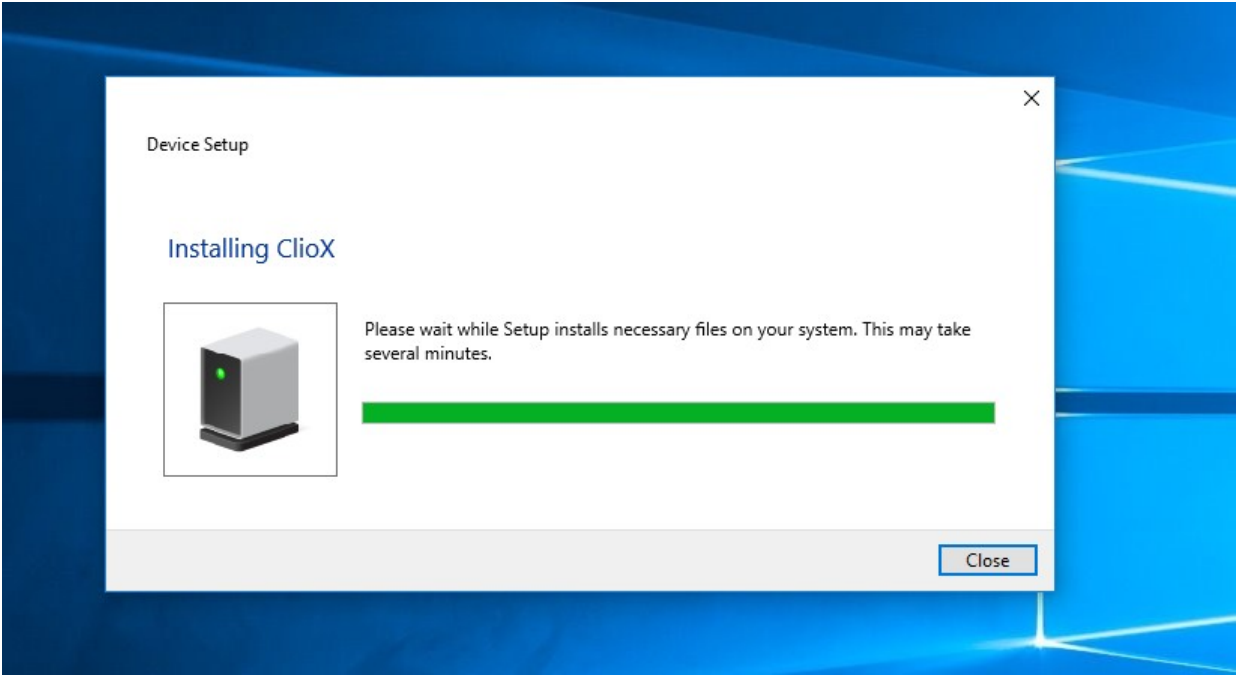 Device Setup
Installing ClioX
Please wait while Setup installs necessary files on your system. This may take
several minutes.
Close